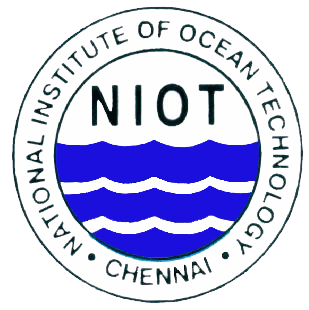 NATIONAL INSTITUTE OF OCEAN TECHNOLOGY
NIOT
• CHENNAI •